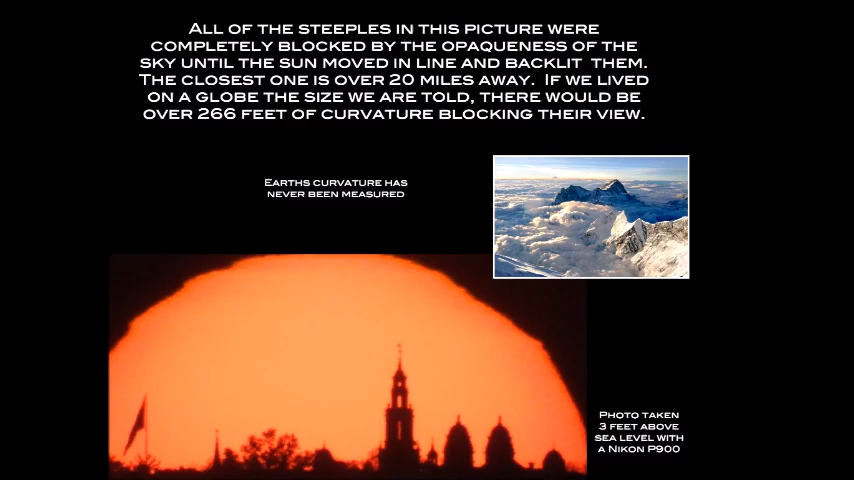 All of the steeples in this picture were
completely blocked by the opaqueness of the
sky until the sun moved in line and backlit them.
The closest one is over 20 miles away. If we lived
on a globe the size we are told, there would be
over 266 feet of curvature blocking their view.
Earths curvature has
never been measured
Photo taken
3 feet above
sea level with
a Nikon P900